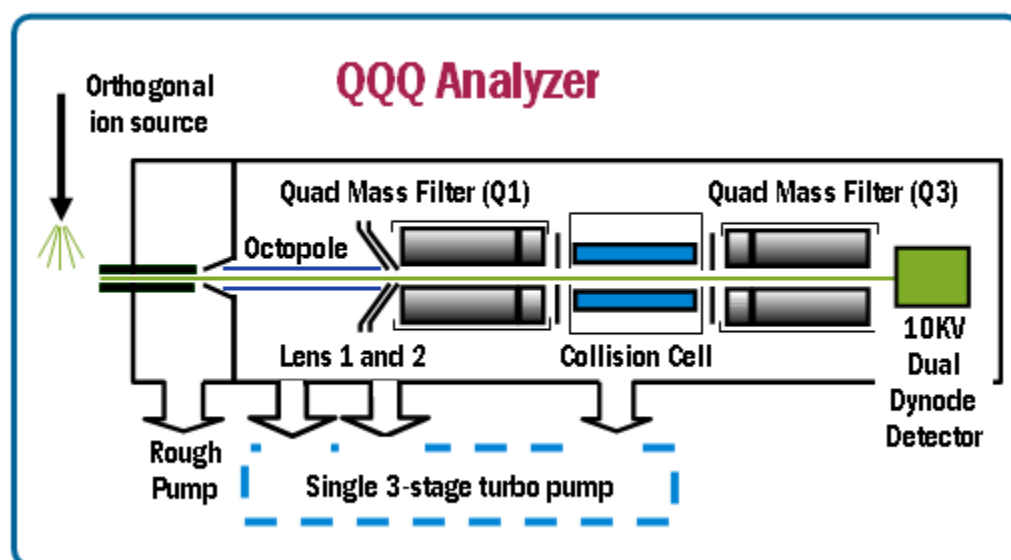 QQQ Analyzer
Orthogonal
ion source
Quad Mass Filter (Q1)
Quad Mass Filter (Q3)
Octopole
Lens 1 and 2
Collision Cell
10KV
Dual
Dynode
Detector
Rough
Pump
Single 3-stage turbo pump